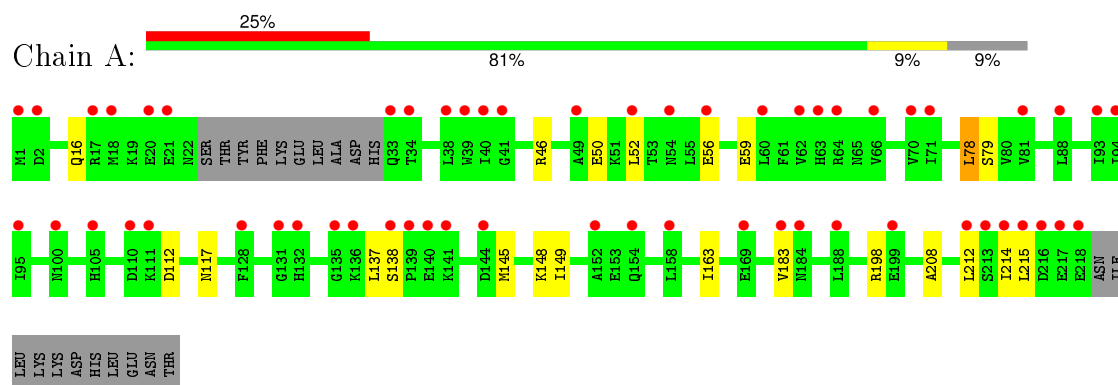 25%
Chain A:
81% 9% 9%
M1 D2 Q16 R17 M18 K19 E20 E21 N22 SER THR TYR PHE LYS GLU LEU ALA ASP HIS Q33 T34 L38 W39 I40 G41 A49 R46 E50 K51 L52 T53 N54 L55 E56 E59 L60 F61 V62 H63 R64 N65 V66 V70 I71 L78 S79 V80 V81 L88 I93 I94
I95 N100 H105 D110 K111 D112 N117 F128 G131 H132 G135 K136 L137 S138 P139 E140 K141 D144 M145 K148 I149 A152 E153 Q154 L158 I163 E169 V183 N184 L188 R198 E199 A208 L212 S213 I214 L215 D216 E217 E218 ASN ILE
LEU LYS LYS ASP HIS LEU GLU ASN THR